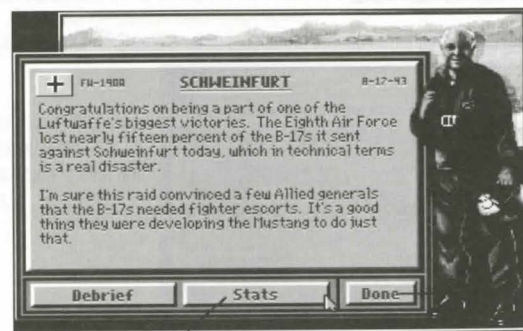 FW-190A SCHWEINFURT 8-17-43
Congratulations on being a part of one of the
Luftwaffe's biggest victories. The Eighth Air Force
lost nearly fifteen percent of the B-17s it sent
against Schweinfurt today, which in technical terms
is a real disaster.
I'm sure this raid convinced a few Allied generals
that the B-17s needed fighter escorts. It's a good
thing they were developing the Mustang to do just
that.
Debrief Stats Done